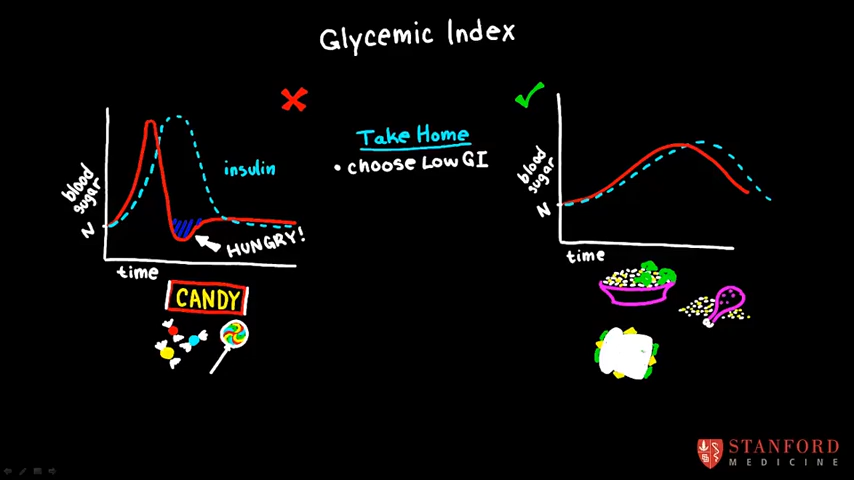 Glycemic Index
blood
sugar
N
time
insulin
HUNGRY!
CANDY
Take Home
• choose Low GI
blood
sugar
N
time
STANFORD
MEDICINE